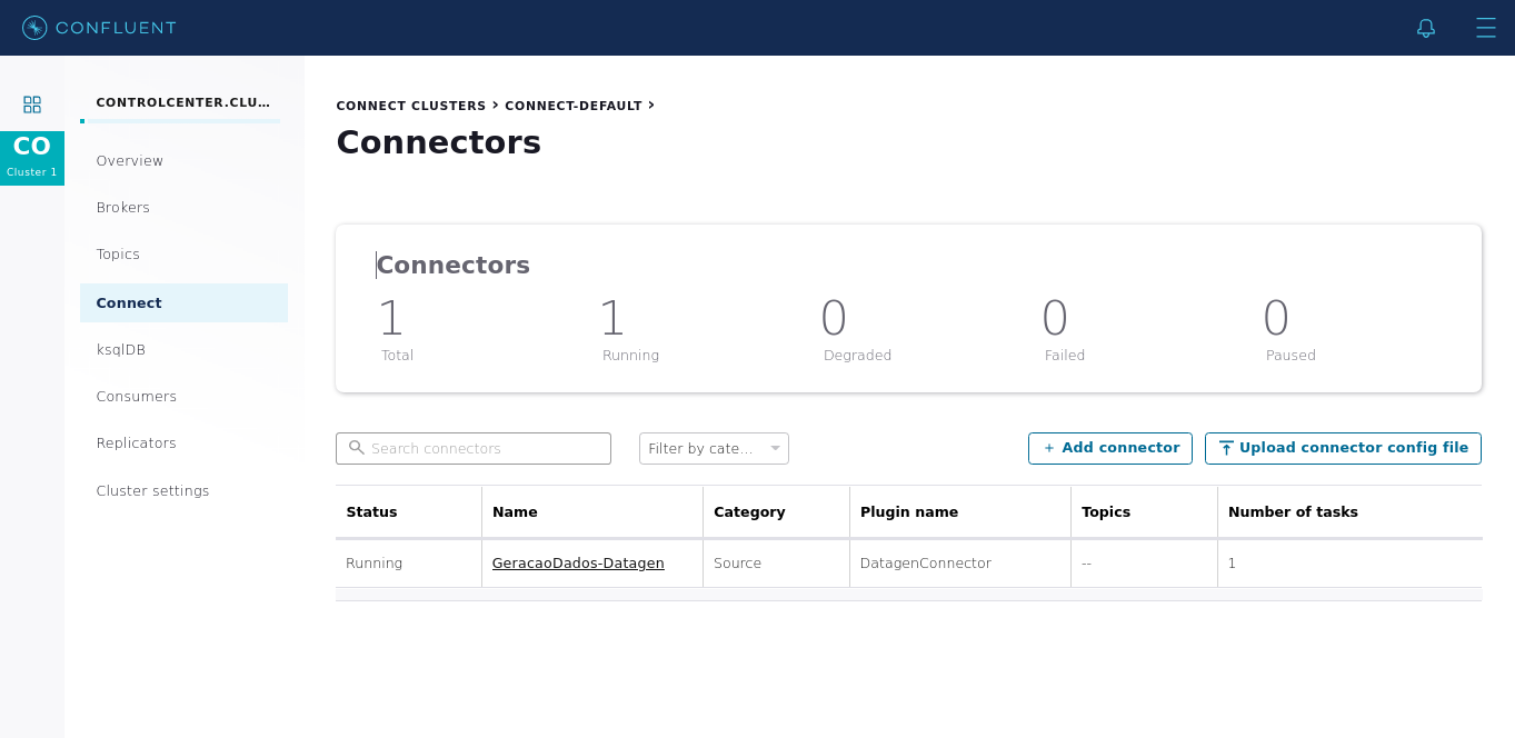 CONFLUENT
CONTROLCENTER.CLU...
CO
Cluster 1
Overview
Brokers
Topics
Connect
ksqlDB
Consumers
Replicators
Cluster settings
CONNECT CLUSTERS › CONNECT-DEFAULT ›
Connectors
Connectors
1 1 0 0 0
Total Running Degraded Failed Paused
Search connectors Filter by cate... + Add connector Upload connector config file
Status Name Category Plugin name Topics Number of tasks
Running GeracaoDados-Datagen Source DatagenConnector -- 1